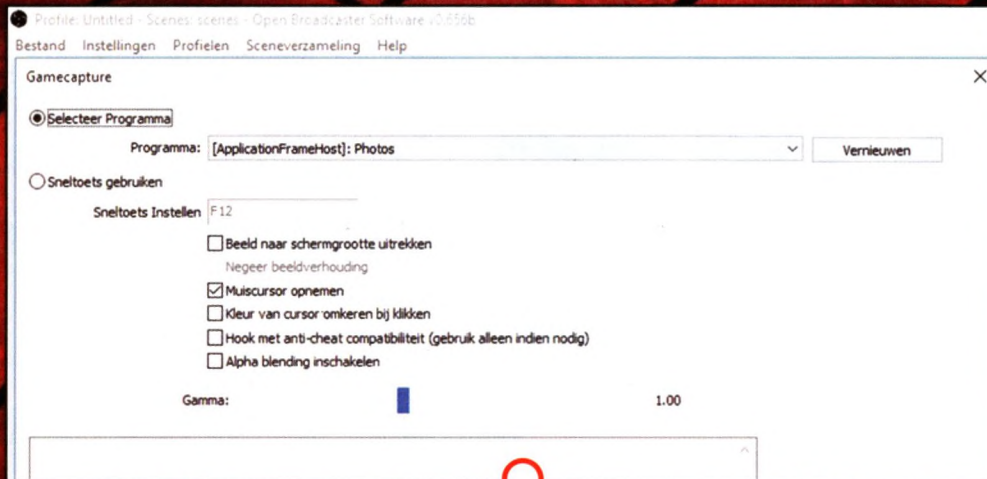 Profile: Untitled - Scenes: scenes - Open Broadcaster Software v0.656b
Bestand Instellingen Profielen Sceneverzameling Help
Gamecapture
Selecteer Programma
Programma: [ApplicationFrameHost]: Photos Vernieuwen
Sneltoets gebruiken
Sneltoets Instellen F12
Beeld naar schermgrootte uitrekken
Negeer beeldverhouding
Muiscursor opnemen
Kleur van cursor omkeren bij klikken
Hook met anti-cheat compatibiliteit (gebruik alleen indien nodig)
Alpha blending inschakelen
Gamma: 1.00